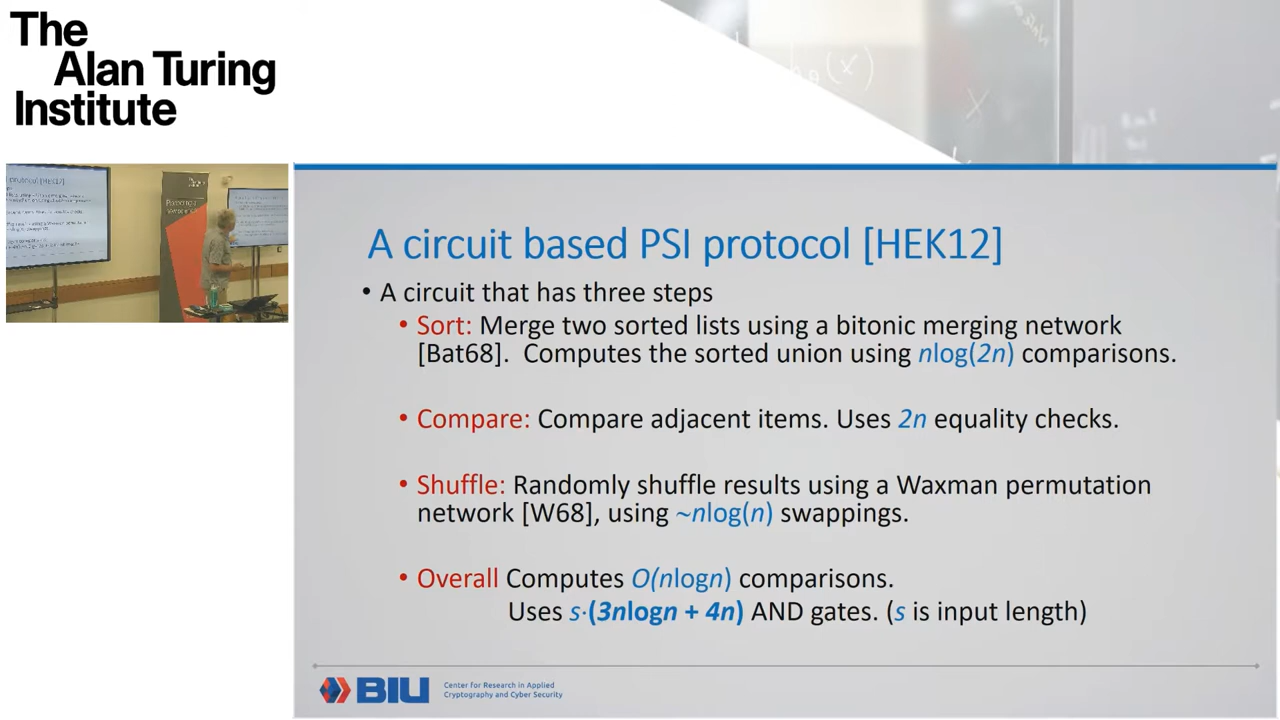 The
Alan Turing
Institute
A circuit based PSI protocol [HEK12]
• A circuit that has three steps
• Sort: Merge two sorted lists using a bitonic merging network
[Bat68]. Computes the sorted union using nlog(2n) comparisons.
• Compare: Compare adjacent items. Uses 2n equality checks.
• Shuffle: Randomly shuffle results using a Waxman permutation
network [W68], using ~nlog(n) swappings.
• Overall Computes O(nlogn) comparisons.
Uses s·(3nlogn + 4n) AND gates. (s is input length)
BIU
Center for Research in Applied
Cryptography and Cyber Security